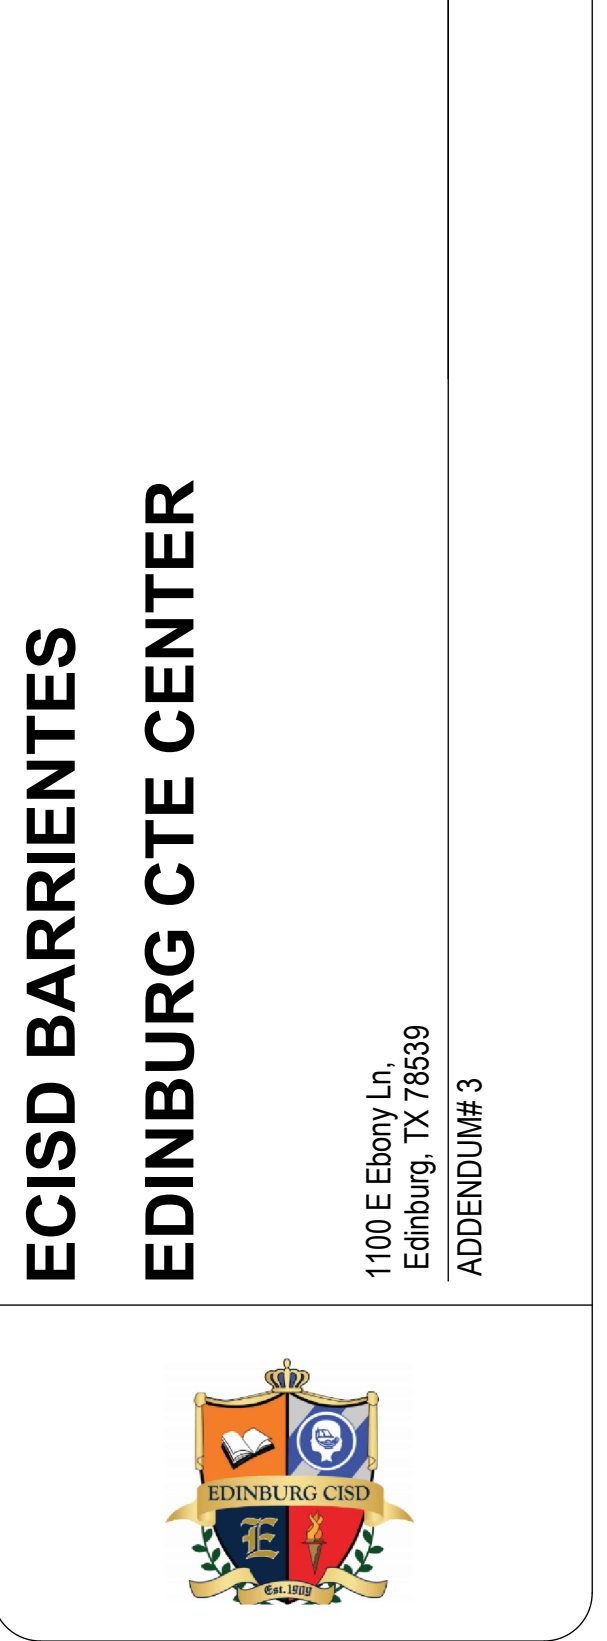 ECISD BARRIENTES
EDINBURG CTE CENTER
1100 E Ebony Ln,
Edinburg, TX 78539
ADDENDUM# 3
EDINBURG CISD
E
Est. 1909